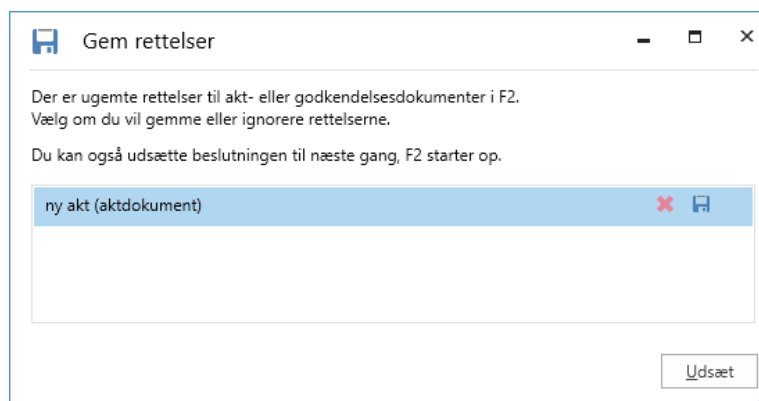 Gem rettelser
Der er ugemte rettelser til akt- eller godkendelsesdokumenter i F2.
Vælg om du vil gemme eller ignorere rettelserne.
Du kan også udsætte beslutningen til næste gang, F2 starter op.
ny akt (aktdokument)
Udsæt